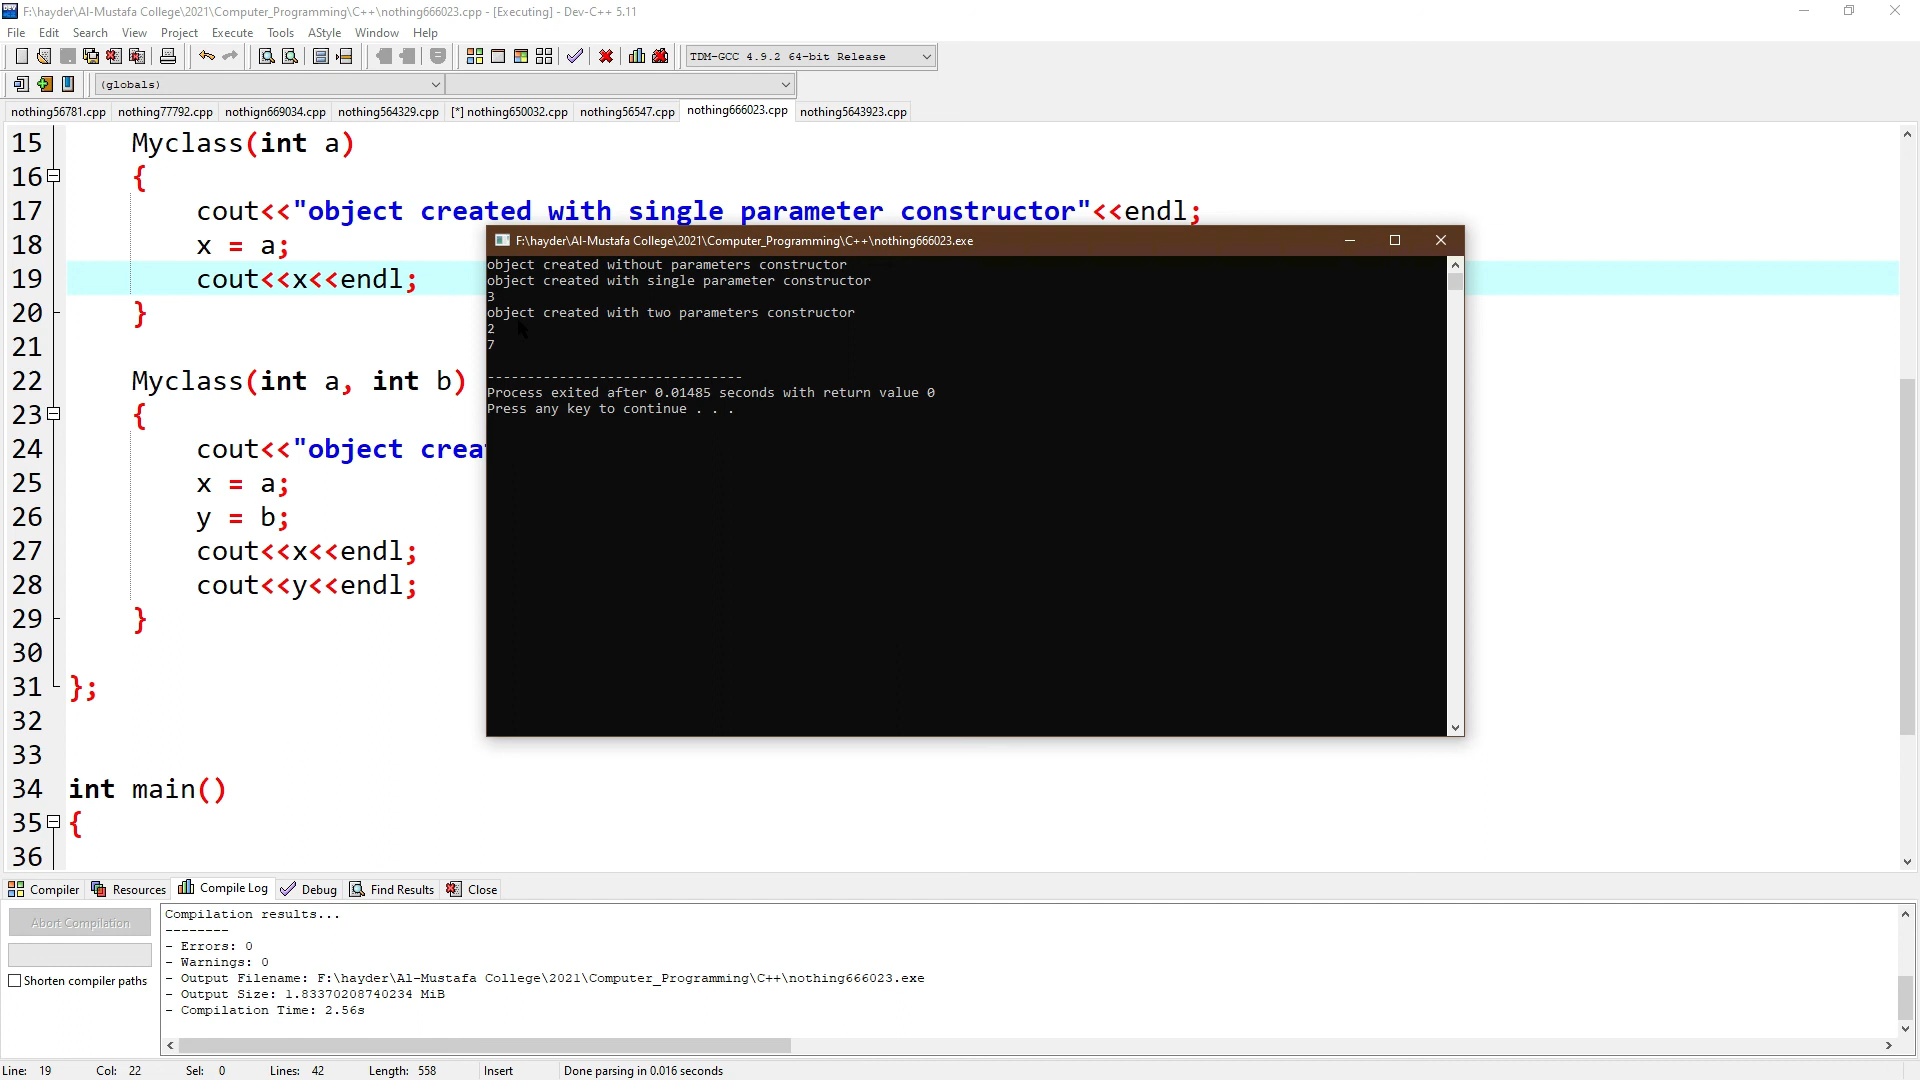 F:\hayder\Al-Mustafa College\2021\Computer_Programming\C++\nothing666023.cpp - [Executing] - Dev-C++ 5.11
File Edit Search View Project Execute Tools AStyle Window Help
TDM-GCC 4.9.2 64-bit Release
(globals)
nothing56781.cpp nothing77792.cpp nothign669034.cpp nothing564329.cpp [*] nothing650032.cpp nothing56547.cpp nothing666023.cpp nothing5643923.cpp
15 Myclass(int a)
16 {
17 cout<<"object created with single parameter constructor"<<endl;
18 x = a;
19 cout<<x<<endl;
20 }
21
22 Myclass(int a, int b)
23 {
24 cout<<"object crea
25 x = a;
26 y = b;
27 cout<<x<<endl;
28 cout<<y<<endl;
29 }
30
31 };
32
33
34 int main()
35 {
36
F:\hayder\Al-Mustafa College\2021\Computer_Programming\C++\nothing666023.exe
object created without parameters constructor
object created with single parameter constructor
3
object created with two parameters constructor
2
7
--------------------------------
Process exited after 0.01485 seconds with return value 0
Press any key to continue . . .
Compiler Resources Compile Log Debug Find Results Close
Abort Compilation
Shorten compiler paths
Compilation results...
--------
- Errors: 0
- Warnings: 0
- Output Filename: F:\hayder\Al-Mustafa College\2021\Computer_Programming\C++\nothing666023.exe
- Output Size: 1.83370208740234 MiB
- Compilation Time: 2.56s
Line: 19 Col: 22 Sel: 0 Lines: 42 Length: 558 Insert Done parsing in 0.016 seconds